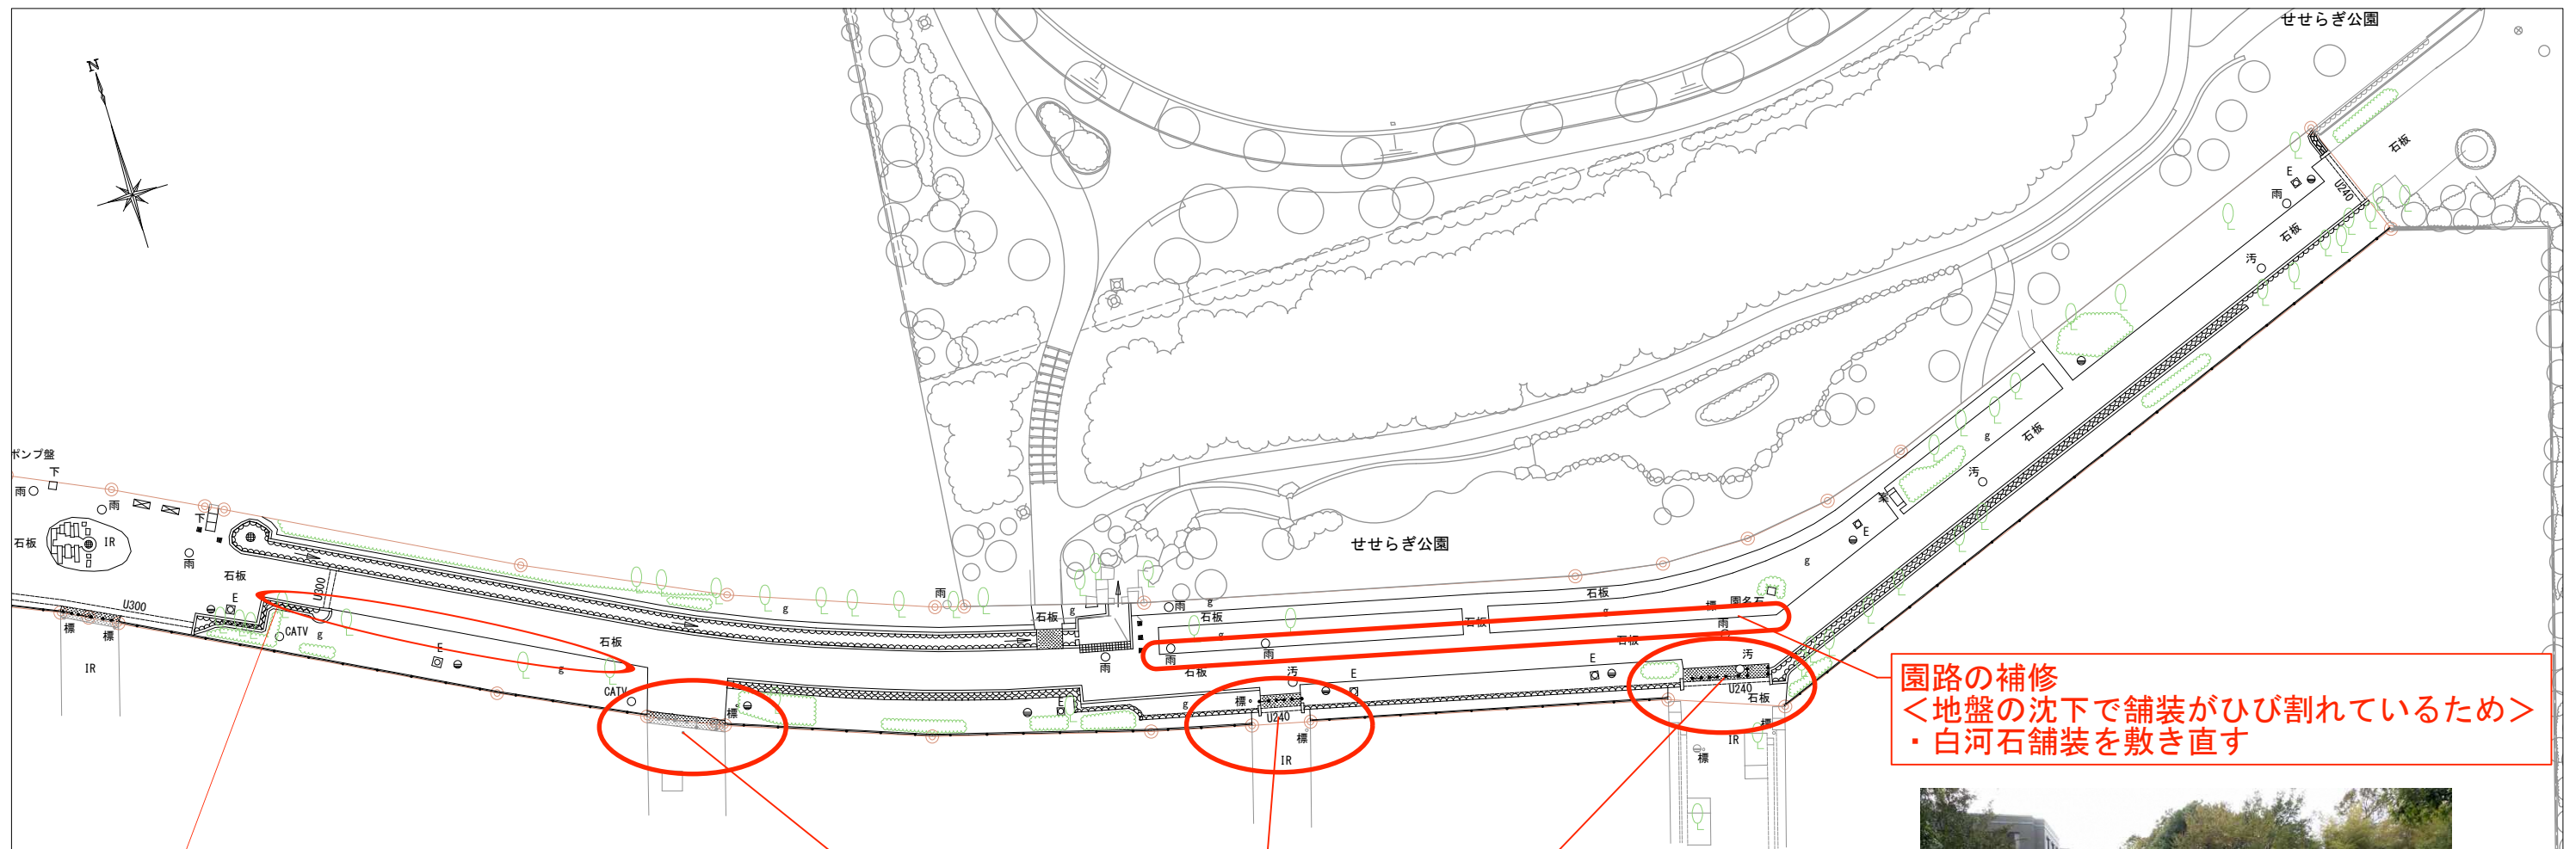 せせらぎ公園
N
石板
E
雨
U240
石板
汚
石板
g
汚
E
g
ポンプ盤
下
雨
雨
下
石板
IR
雨
石板
U300
E
U300
標
標
IR
CATV
g
E
石板
g
CATV
標
雨
g
石板
g
雨
せせらぎ公園
雨
g
石板
g
雨
雨
石板
石板
石板
g
標
園名石
雨
石板
E
g
標
汚
U240
標
IR
E
E
汚
U240
石板
標
IR
標
園路の補修
＜地盤の沈下で舗装がひび割れているため＞
・白河石舗装を敷き直す